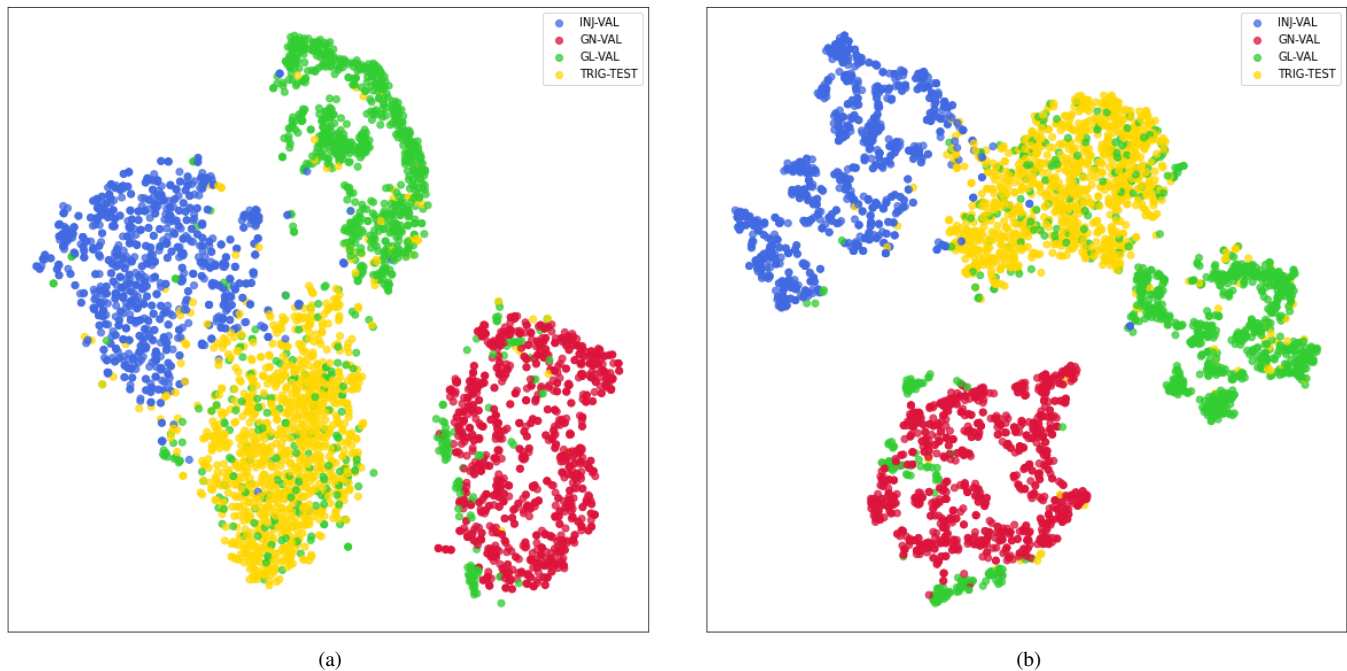 INJ-VAL
GN-VAL
GL-VAL
TRIG-TEST
INJ-VAL
GN-VAL
GL-VAL
TRIG-TEST
(a)
(b)